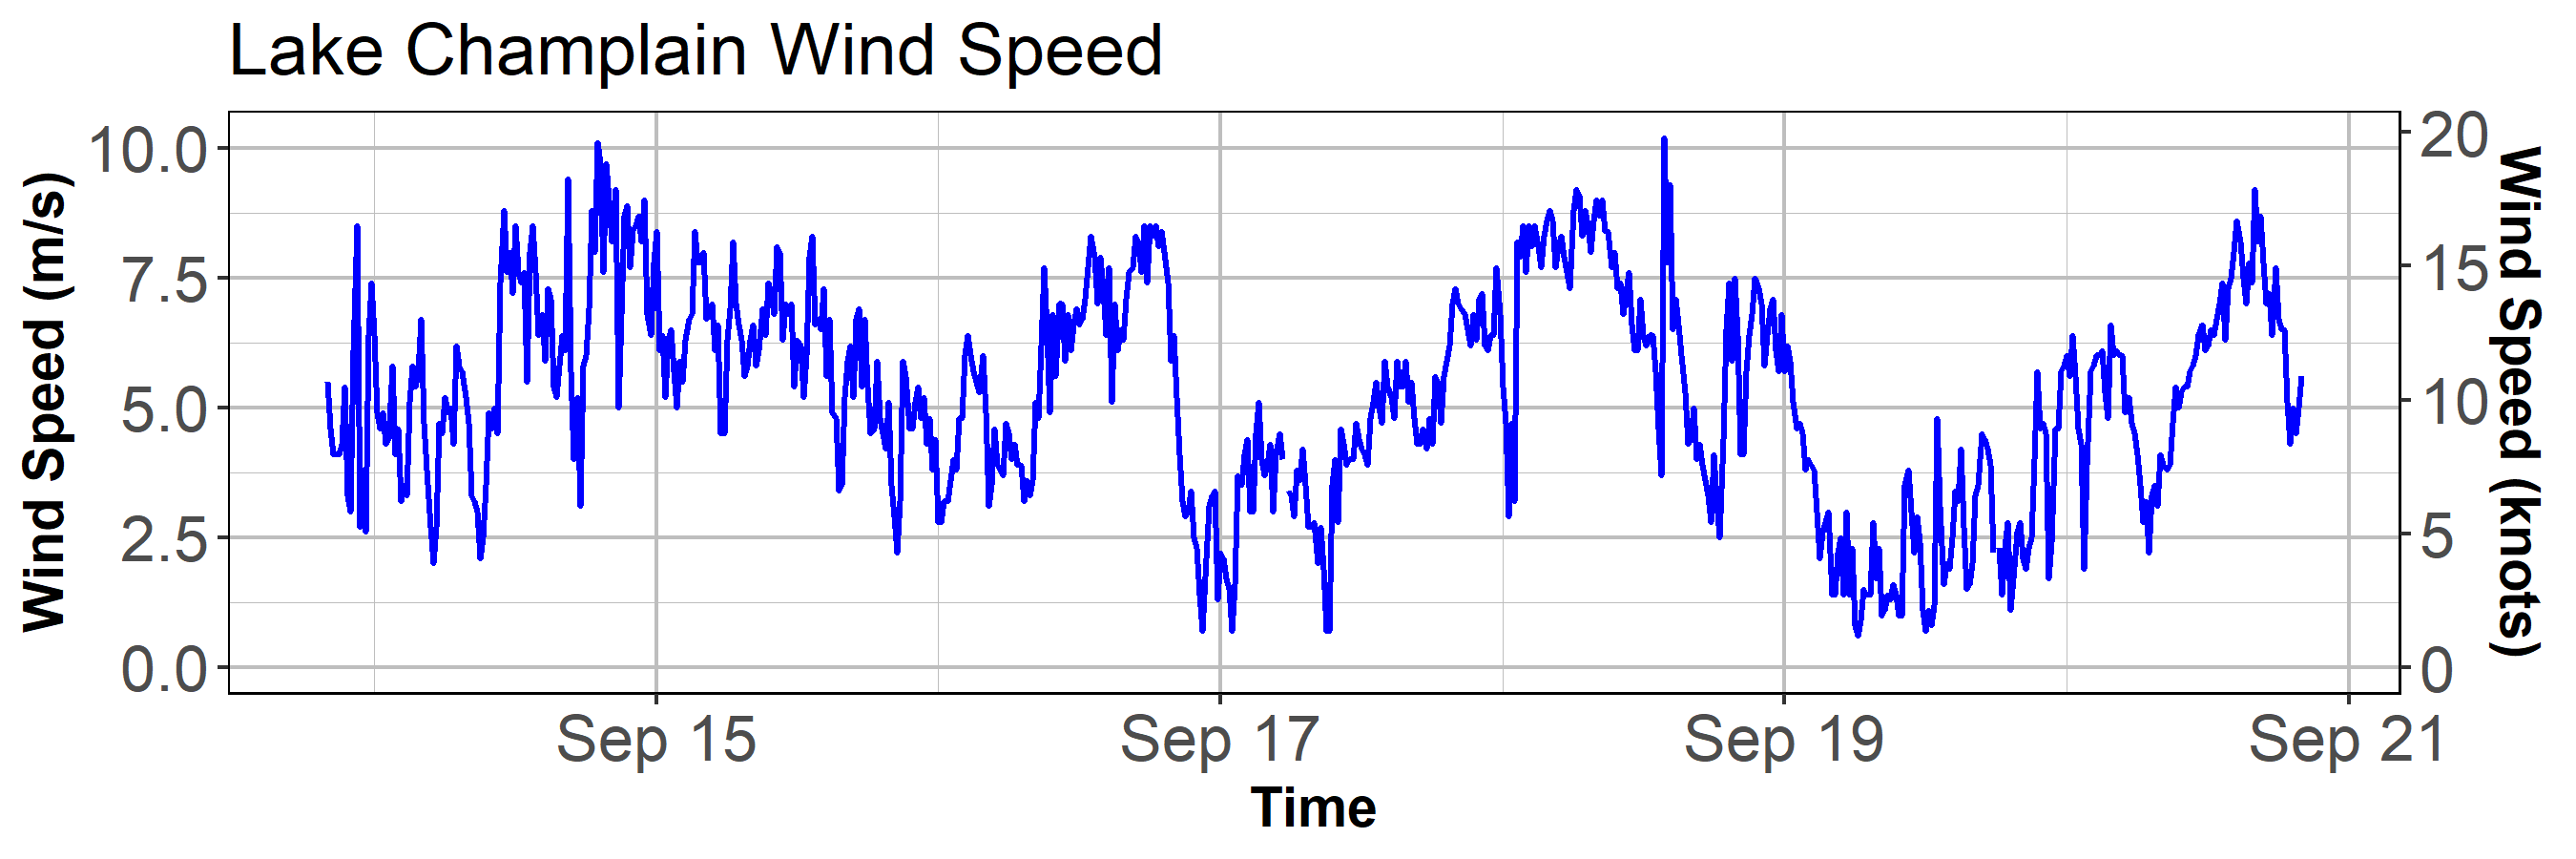 Lake Champlain Wind Speed
Wind Speed (m/s)
10.0
7.5
5.0
2.5
0.0
20
15
10
5
0
Wind Speed (knots)
Sep 15
Sep 17
Sep 19
Sep 21
Time